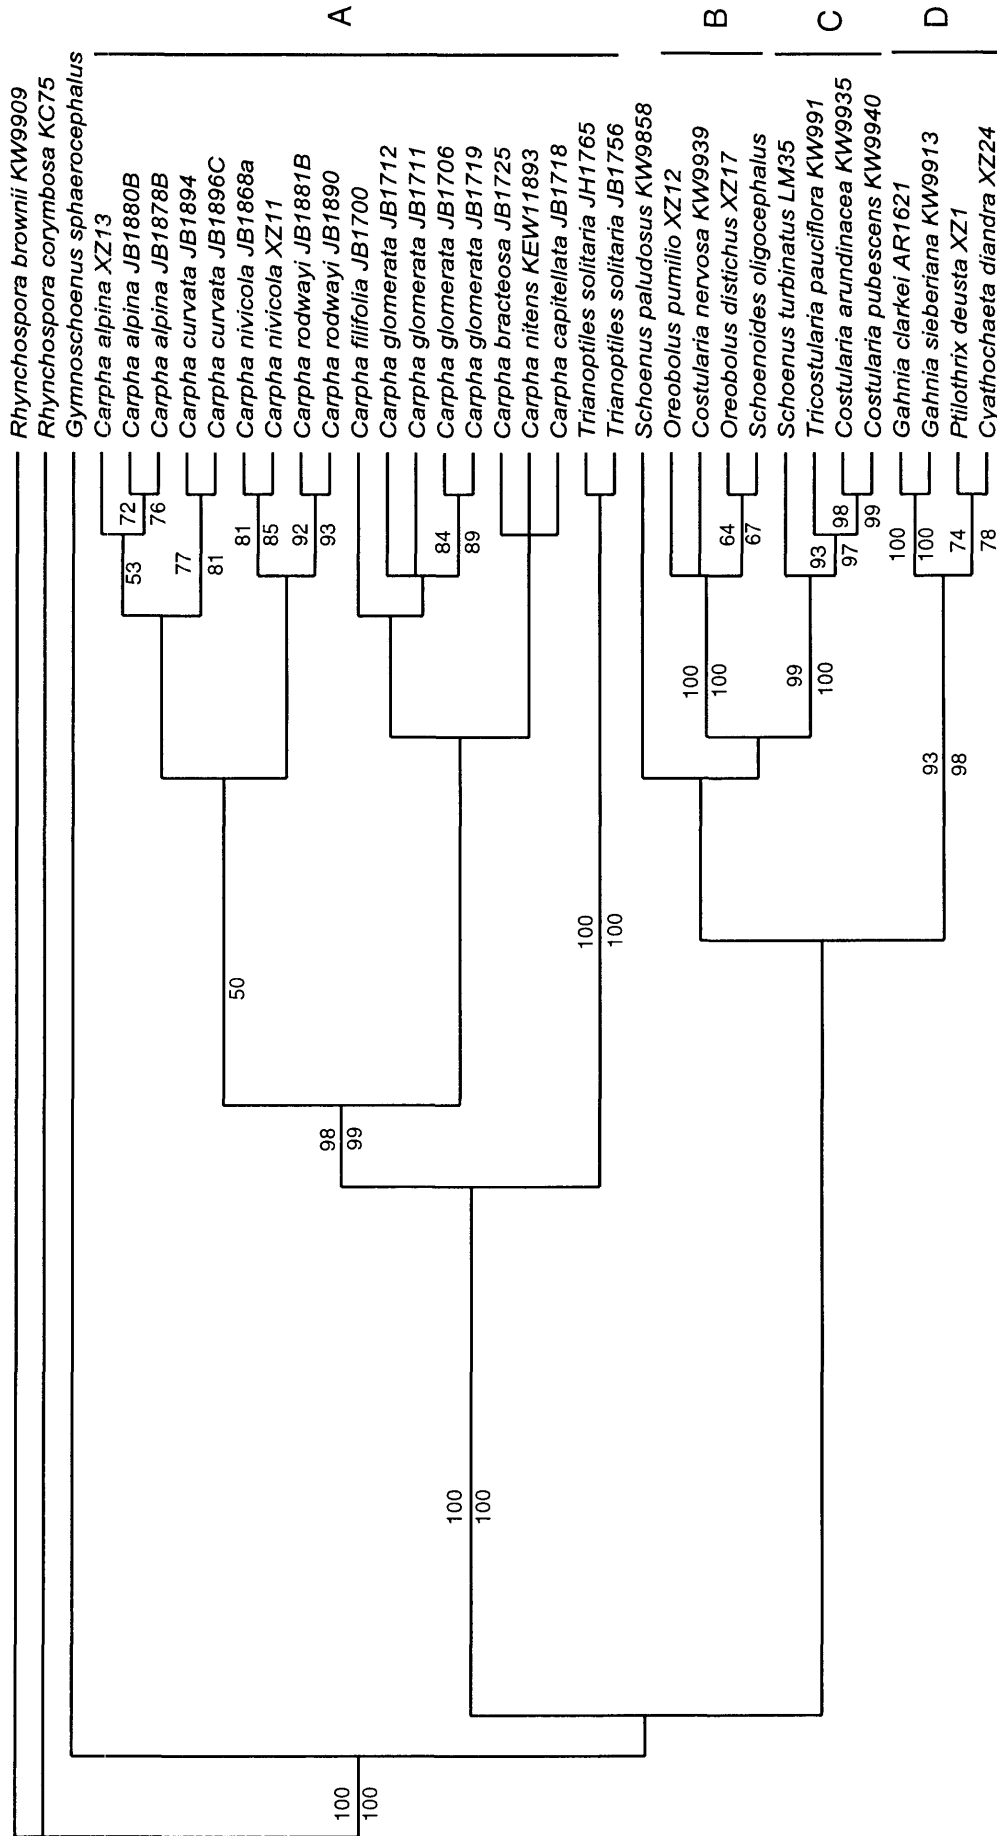 Rhynchospora brownii KW9909
Rhynchospora corymbosa KC75
Gymnoschoenus sphaerocephalus
Carpha alpina XZ13
Carpha alpina JB1880B
Carpha alpina JB1878B
Carpha curvata JB1894
Carpha curvata JB1896C
Carpha nivicola JB1868a
Carpha nivicola XZ11
Carpha rodwayi JB1881B
Carpha rodwayi JB1890
Carpha filifolia JB1700
Carpha glomerata JB1712
Carpha glomerata JB1711
Carpha glomerata JB1706
Carpha glomerata JB1719
Carpha bracteosa JB1725
Carpha nitens KEW11893
Carpha capitellata JB1718
Trianoptiles solitaria JH1765
Trianoptiles solitaria JB1756
Schoenus paludosus KW9858
Oreobolus pumilio XZ12
Costularia nervosa KW9939
Oreobolus distichus XZ17
Schoenoides oligocephalus
Schoenus turbinatus LM35
Tricostularia pauciflora KW991
Costularia arundinacea KW9935
Costularia pubescens KW9940
Gahnia clarkei AR1621
Gahnia sieberiana KW9913
Ptilothrix deusta XZ1
Cyathochaeta diandra XZ24
A
B
C
D
72
76
53
77
81
81
85
92
93
84
89
50
98
99
100
100
100
100
64
67
100
100
98
99
93
97
99
100
100
100
74
78
93
98
100
100